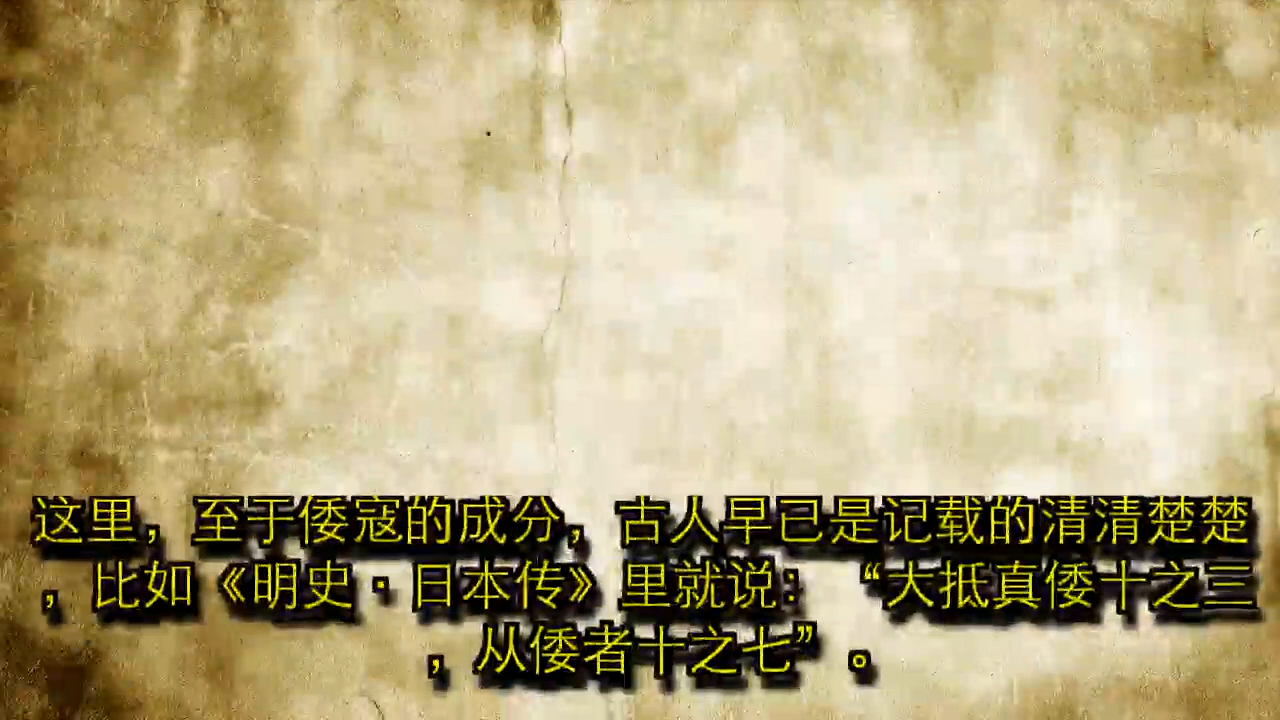 这里，至于倭寇的成分，古人早已是记载的清清楚楚
，比如《明史·日本传》里就说：“大抵真倭十之三
，从倭者十之七”。